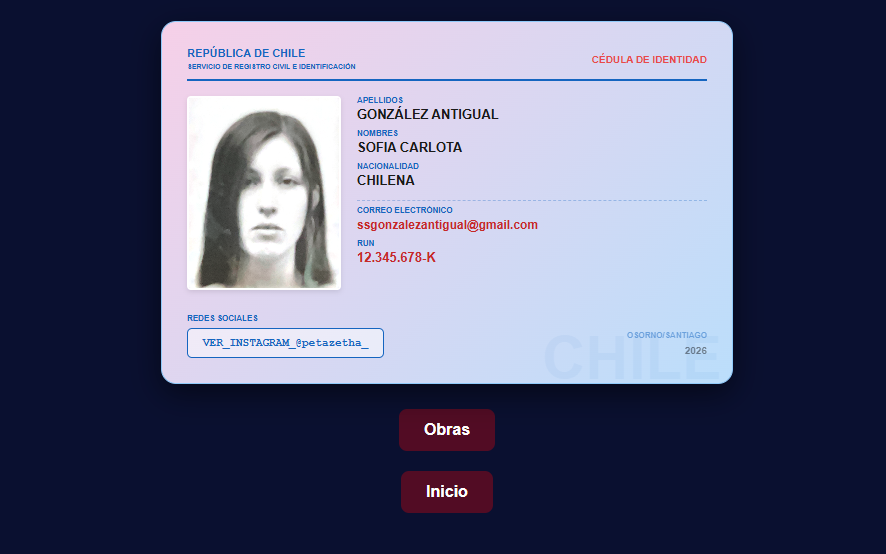 REPÚBLICA DE CHILE
SERVICIO DE REGISTRO CIVIL E IDENTIFICACIÓN
CÉDULA DE IDENTIDAD
APELLIDOS
GONZÁLEZ ANTIGUAL
NOMBRES
SOFIA CARLOTA
NACIONALIDAD
CHILENA
CORREO ELECTRÓNICO
ssgonzalezantigual@gmail.com
RUN
12.345.678-K
REDES SOCIALES
VER_INSTAGRAM_@petazetha_
OSORNO/SANTIAGO
2026
CHILE
Obras
Inicio